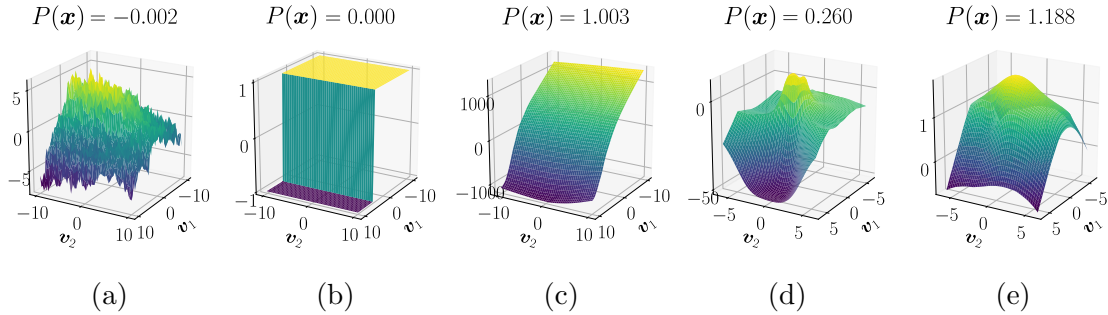 P(x) = −0.002
P(x) = 0.000
P(x) = 1.003
P(x) = 0.260
P(x) = 1.188
5
0
−5
−10
0
10
v₂
10
0
−10
v₁
1
0
−1
−10
0
10
v₂
10
0
−10
v₁
1000
0
−1000
−10
0
10
v₂
10
0
−10
v₁
0
−50
−5
0
5
v₂
5
0
−5
v₁
1
0
−5
0
5
v₂
5
0
−5
v₁
(a)
(b)
(c)
(d)
(e)